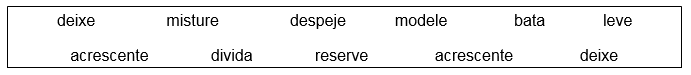 deixe misture despeje modele bata leve
acrescente divida reserve acrescente deixe